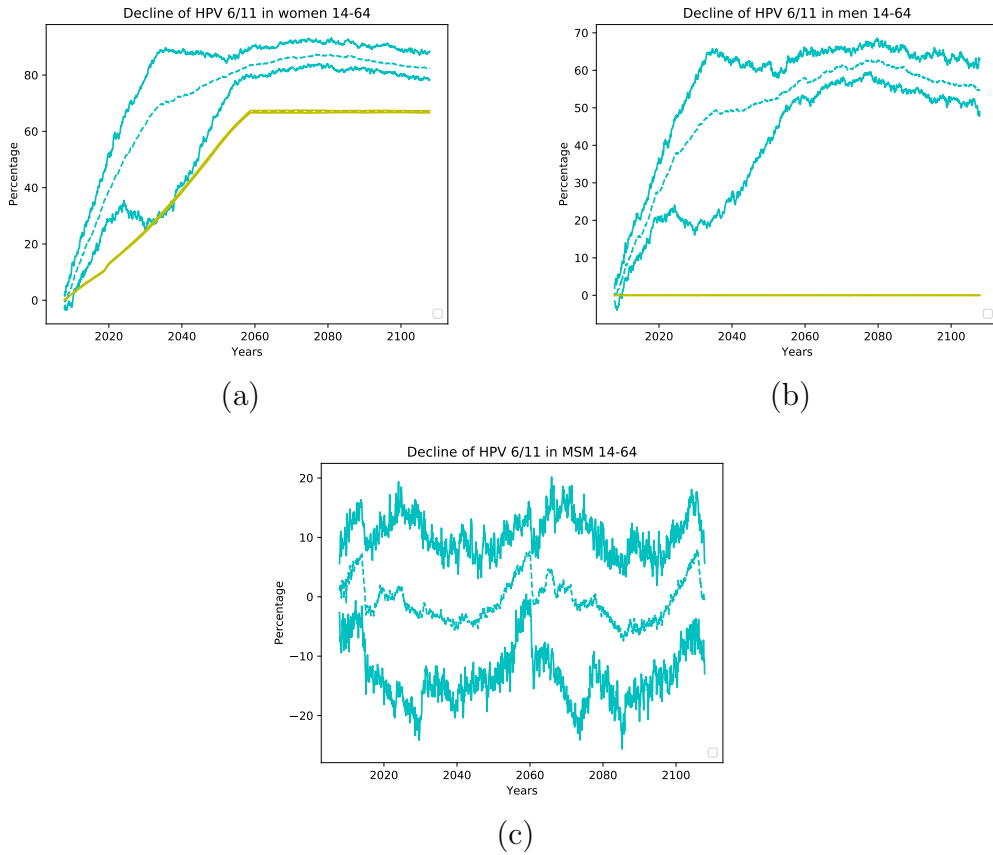 Decline of HPV 6/11 in women 14-64
80
60
40
20
0
Percentage
2020 2040 2060 2080 2100
Years
(a)
Decline of HPV 6/11 in men 14-64
70
60
50
40
30
20
10
0
Percentage
2020 2040 2060 2080 2100
Years
(b)
Decline of HPV 6/11 in MSM 14-64
20
10
0
−10
−20
Percentage
2020 2040 2060 2080 2100
Years
(c)